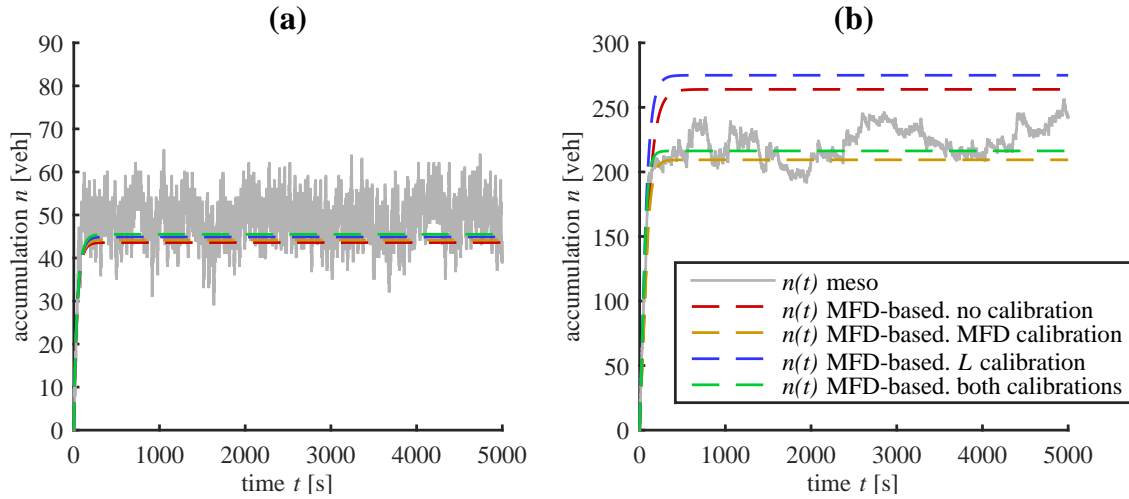 (a)
90
80
70
60
50
40
30
20
10
0
accumulation n [veh]
0 1000 2000 3000 4000 5000
time t [s]
(b)
300
250
200
150
100
50
0
accumulation n [veh]
n(t) meso
n(t) MFD-based. no calibration
n(t) MFD-based. MFD calibration
n(t) MFD-based. L calibration
n(t) MFD-based. both calibrations
0 1000 2000 3000 4000 5000
time t [s]